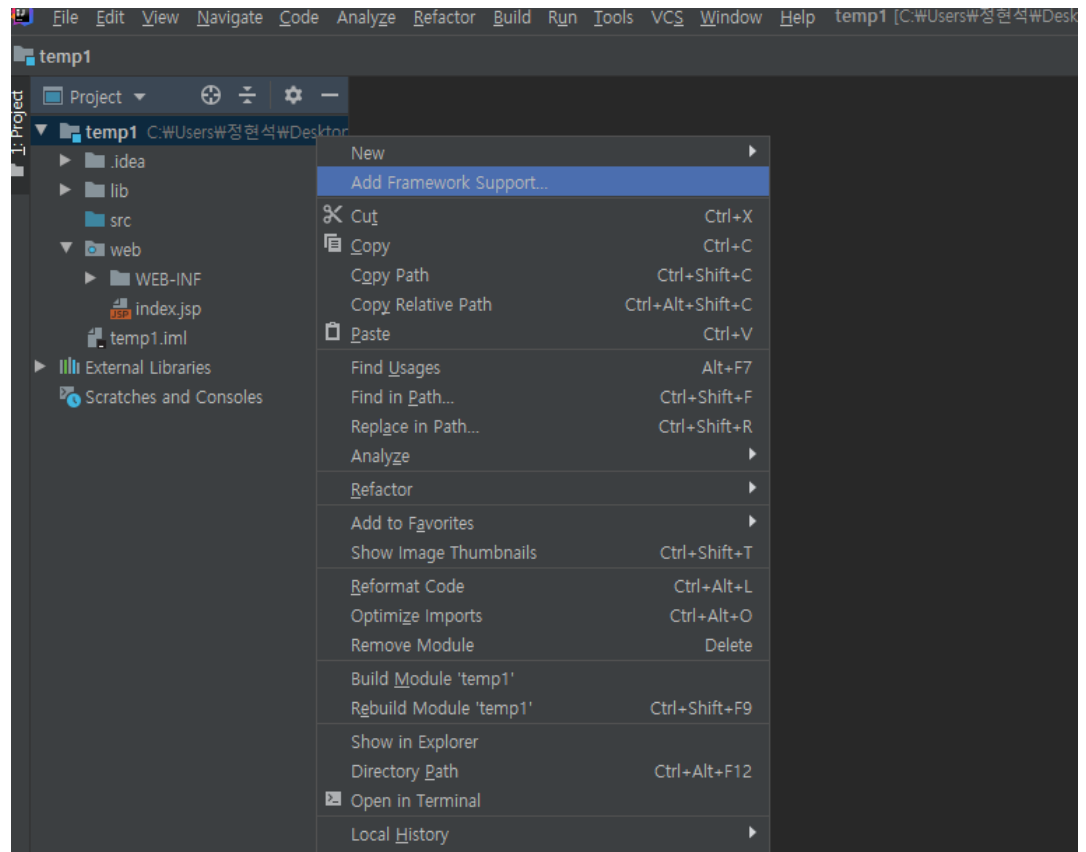 File Edit View Navigate Code Analyze Refactor Build Run Tools VCS Window Help temp1 [C:₩Users₩정현석₩Desk
temp1
1: Project
Project
temp1 C:₩Users₩정현석₩Desktop
.idea
lib
src
web
WEB-INF
index.jsp
JSP
temp1.iml
External Libraries
Scratches and Consoles
New
Add Framework Support...
Cut Ctrl+X
Copy Ctrl+C
Copy Path Ctrl+Shift+C
Copy Relative Path Ctrl+Alt+Shift+C
Paste Ctrl+V
Find Usages Alt+F7
Find in Path... Ctrl+Shift+F
Replace in Path... Ctrl+Shift+R
Analyze
Refactor
Add to Favorites
Show Image Thumbnails Ctrl+Shift+T
Reformat Code Ctrl+Alt+L
Optimize Imports Ctrl+Alt+O
Remove Module Delete
Build Module 'temp1'
Rebuild Module 'temp1' Ctrl+Shift+F9
Show in Explorer
Directory Path Ctrl+Alt+F12
Open in Terminal
Local History